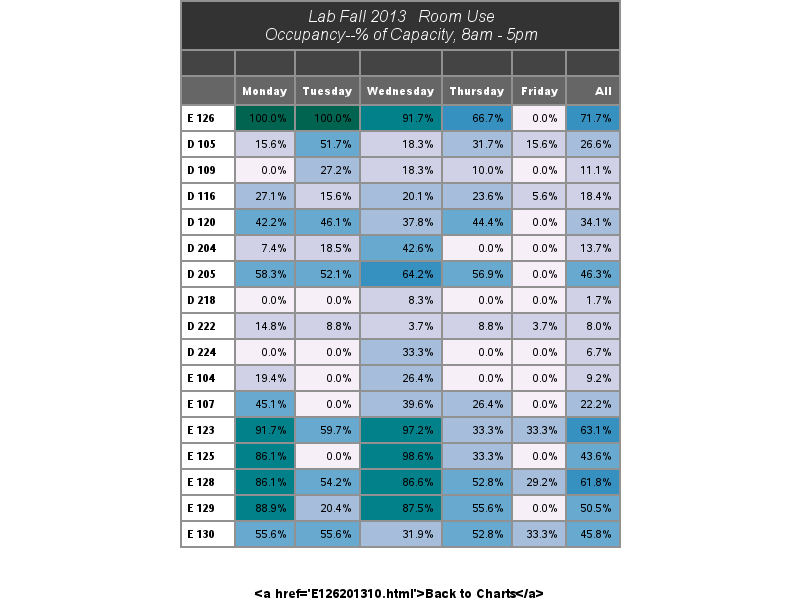 Lab Fall 2013 Room Use
Occupancy--% of Capacity, 8am - 5pm
Monday Tuesday Wednesday Thursday Friday All
E 126 100.0% 100.0% 91.7% 66.7% 0.0% 71.7%
D 105 15.6% 51.7% 18.3% 31.7% 15.6% 26.6%
D 109 0.0% 27.2% 18.3% 10.0% 0.0% 11.1%
D 116 27.1% 15.6% 20.1% 23.6% 5.6% 18.4%
D 120 42.2% 46.1% 37.8% 44.4% 0.0% 34.1%
D 204 7.4% 18.5% 42.6% 0.0% 0.0% 13.7%
D 205 58.3% 52.1% 64.2% 56.9% 0.0% 46.3%
D 218 0.0% 0.0% 8.3% 0.0% 0.0% 1.7%
D 222 14.8% 8.8% 3.7% 8.8% 3.7% 8.0%
D 224 0.0% 0.0% 33.3% 0.0% 0.0% 6.7%
E 104 19.4% 0.0% 26.4% 0.0% 0.0% 9.2%
E 107 45.1% 0.0% 39.6% 26.4% 0.0% 22.2%
E 123 91.7% 59.7% 97.2% 33.3% 33.3% 63.1%
E 125 86.1% 0.0% 98.6% 33.3% 0.0% 43.6%
E 128 86.1% 54.2% 86.6% 52.8% 29.2% 61.8%
E 129 88.9% 20.4% 87.5% 55.6% 0.0% 50.5%
E 130 55.6% 55.6% 31.9% 52.8% 33.3% 45.8%
<a href='E126201310.html'>Back to Charts</a>